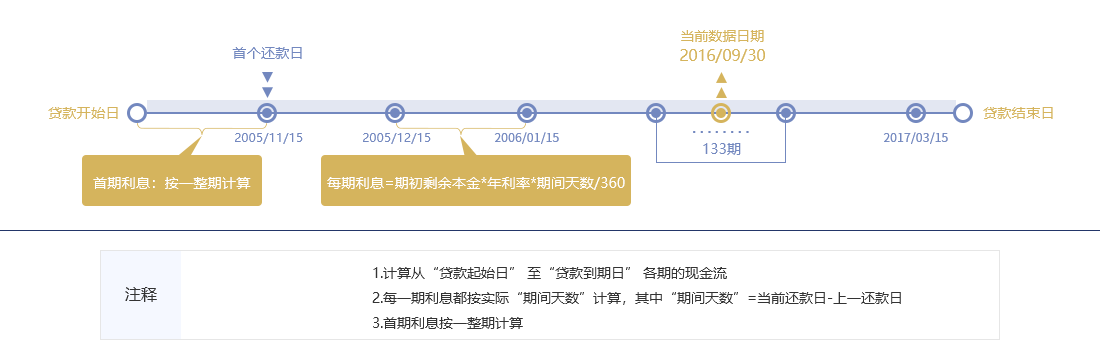 首个还款日
当前数据日期
2016/09/30
贷款开始日
贷款结束日
2005/11/15
2005/12/15
2006/01/15
2017/03/15
133期
首期利息：按一整期计算
每期利息=期初剩余本金*年利率*期间天数/360
注释
1.计算从“贷款起始日” 至“贷款到期日” 各期的现金流
2.每一期利息都按实际“期间天数”计算，其中“期间天数”=当前还款日-上一还款日
3.首期利息按一整期计算